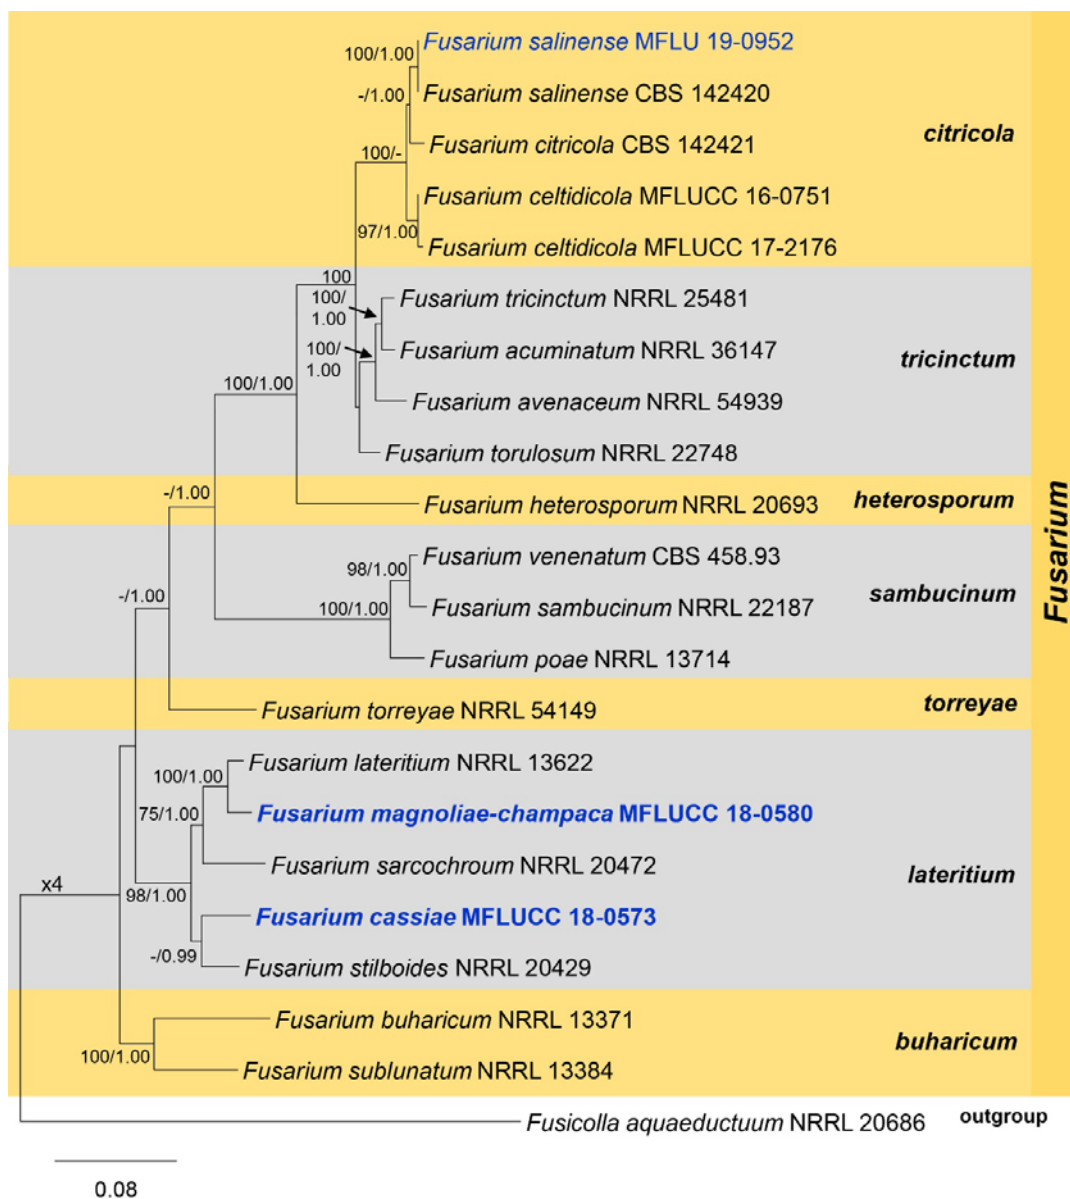 Fusarium salinense MFLU 19-0952
100/1.00
Fusarium salinense CBS 142420
-/1.00
Fusarium citricola CBS 142421
citricola
100/-
Fusarium celtidicola MFLUCC 16-0751
97/1.00
Fusarium celtidicola MFLUCC 17-2176
100
100/
1.00
Fusarium tricinctum NRRL 25481
100/
1.00
Fusarium acuminatum NRRL 36147
tricinctum
100/1.00
Fusarium avenaceum NRRL 54939
Fusarium torulosum NRRL 22748
-/1.00
Fusarium heterosporum NRRL 20693
heterosporum
Fusarium
Fusarium venenatum CBS 458.93
98/1.00
-/1.00
100/1.00
Fusarium sambucinum NRRL 22187
sambucinum
Fusarium poae NRRL 13714
Fusarium torreyae NRRL 54149
torreyae
Fusarium lateritium NRRL 13622
100/1.00
75/1.00
Fusarium magnoliae-champaca MFLUCC 18-0580
Fusarium sarcochroum NRRL 20472
lateritium
x4
98/1.00
Fusarium cassiae MFLUCC 18-0573
-/0.99
Fusarium stilboides NRRL 20429
Fusarium buharicum NRRL 13371
buharicum
100/1.00
Fusarium sublunatum NRRL 13384
Fusicolla aquaeductuum NRRL 20686
outgroup
0.08